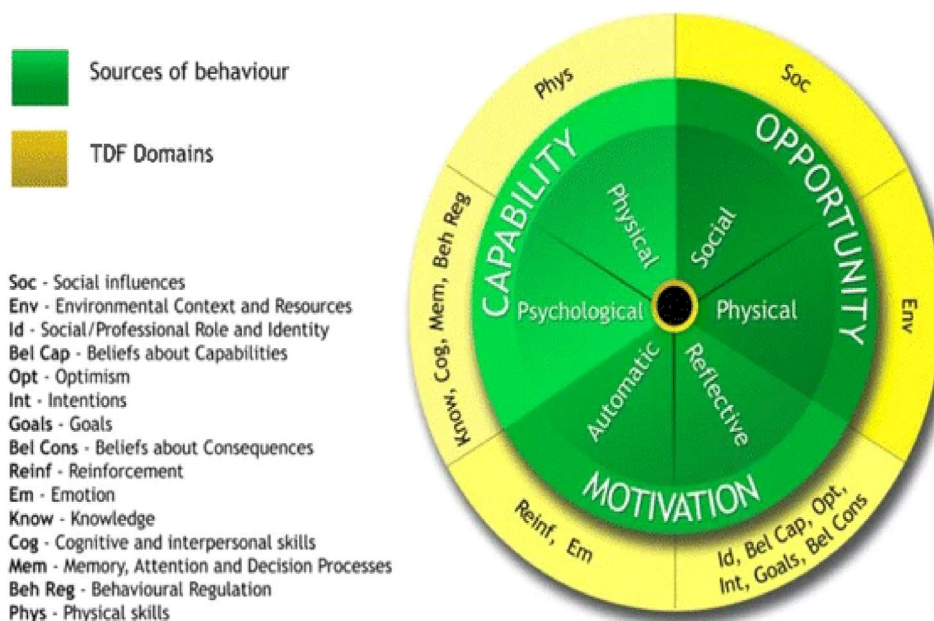 Sources of behaviour
TDF Domains
Soc - Social influences
Env - Environmental Context and Resources
Id - Social/Professional Role and Identity
Bel Cap - Beliefs about Capabilities
Opt - Optimism
Int - Intentions
Goals - Goals
Bel Cons - Beliefs about Consequences
Reinf - Reinforcement
Em - Emotion
Know - Knowledge
Cog - Cognitive and interpersonal skills
Mem - Memory, Attention and Decision Processes
Beh Reg - Behavioural Regulation
Phys - Physical skills
Phys
Soc
Know, Cog, Mem, Beh Reg
Env
Reinf, Em
Id, Bel Cap, Opt,
Int, Goals, Bel Cons
CAPABILITY
OPPORTUNITY
MOTIVATION
Physical
Social
Psychological
Physical
Automatic
Reflective